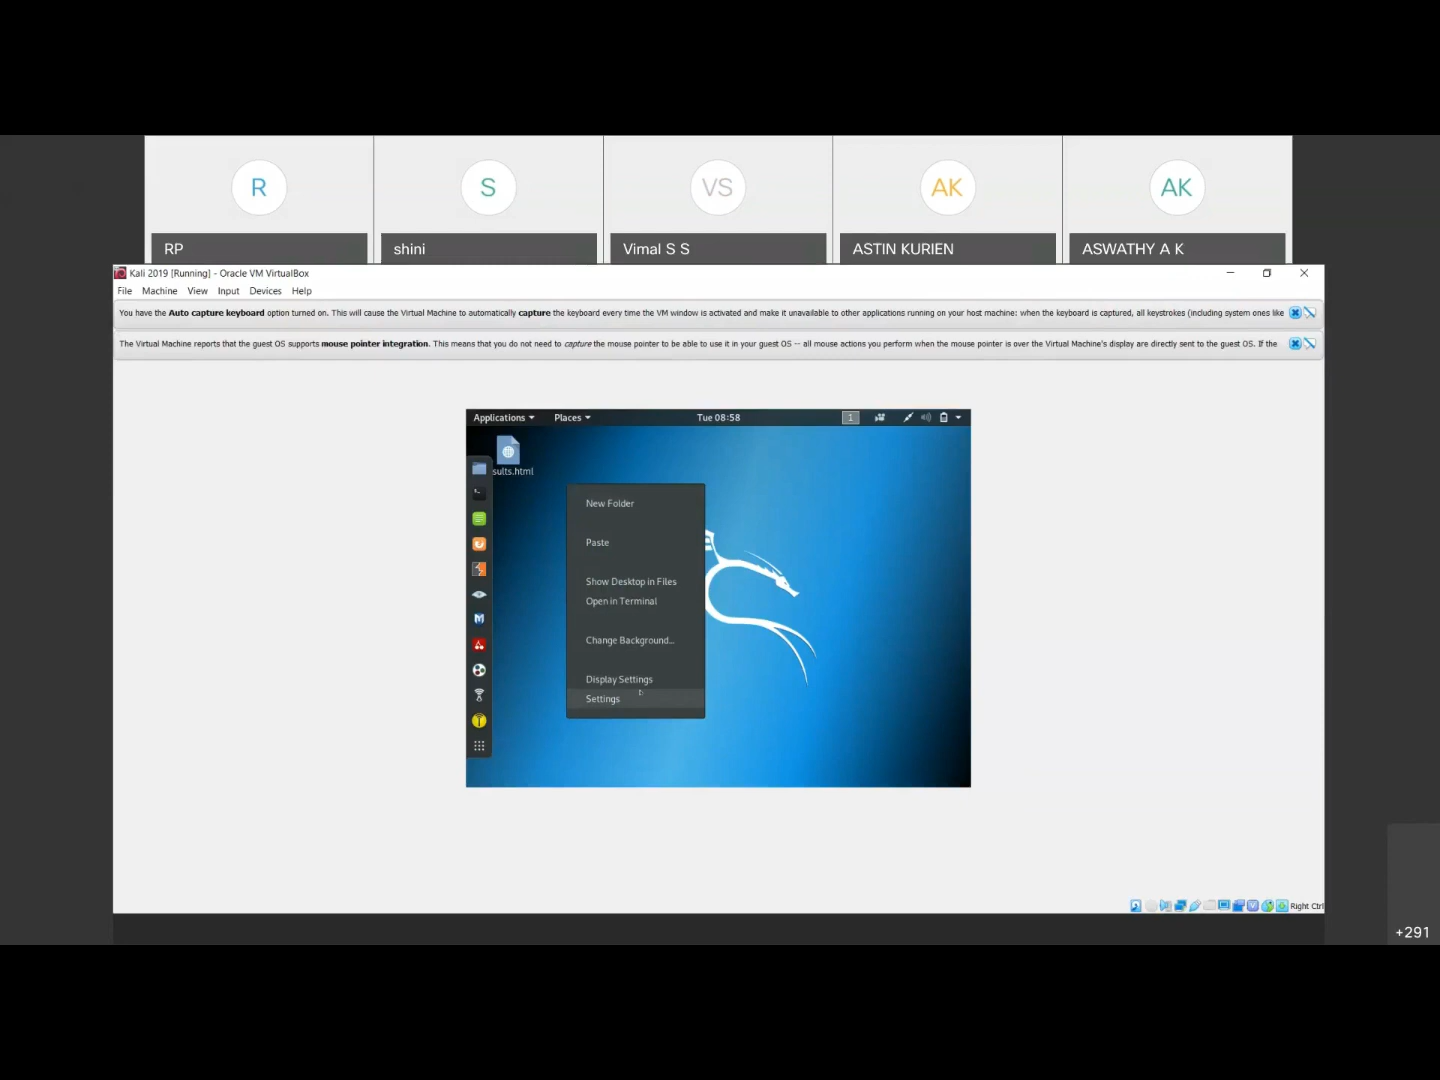 R
S
VS
AK
AK
RP
shini
Vimal S S
ASTIN KURIEN
ASWATHY A K
Kali 2019 [Running] - Oracle VM VirtualBox
File Machine View Input Devices Help
You have the Auto capture keyboard option turned on. This will cause the Virtual Machine to automatically capture the keyboard every time the VM window is activated and make it unavailable to other applications running on your host machine: when the keyboard is captured, all keystrokes (including system ones like
The Virtual Machine reports that the guest OS supports mouse pointer integration. This means that you do not need to capture the mouse pointer to be able to use it in your guest OS -- all mouse actions you perform when the mouse pointer is over the Virtual Machine's display are directly sent to the guest OS. If the
Applications Places Tue 08:58 1
sults.html
New Folder
Paste
Show Desktop in Files
Open in Terminal
Change Background...
Display Settings
Settings
Right Ctrl
+291